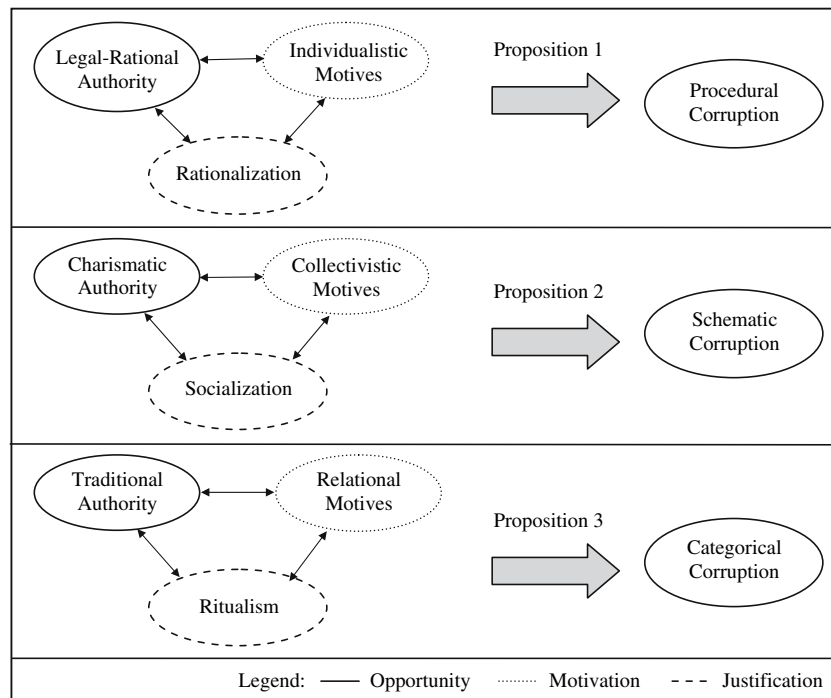 Legal-Rational
Authority
Individualistic
Motives
Rationalization
Proposition 1
Procedural
Corruption
Charismatic
Authority
Collectivistic
Motives
Socialization
Proposition 2
Schematic
Corruption
Traditional
Authority
Relational
Motives
Ritualism
Proposition 3
Categorical
Corruption
Legend: Opportunity Motivation Justification